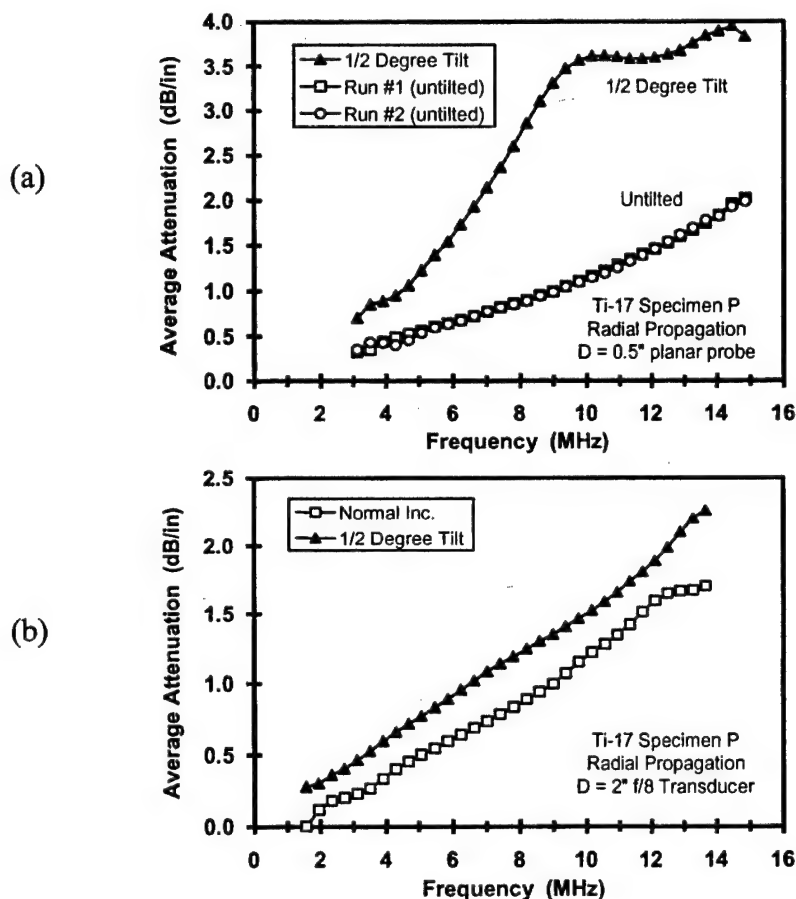 (a)
Average Attenuation (dB/in)
4.0
3.5
3.0
2.5
2.0
1.5
1.0
0.5
0.0
1/2 Degree Tilt
Run #1 (untilted)
Run #2 (untilted)
1/2 Degree Tilt
Untilted
Ti-17 Specimen P
Radial Propagation
D = 0.5" planar probe
0 2 4 6 8 10 12 14 16
Frequency (MHz)
(b)
Average Attenuation (dB/in)
2.5
2.0
1.5
1.0
0.5
0.0
Normal Inc.
1/2 Degree Tilt
Ti-17 Specimen P
Radial Propagation
D = 2" f/8 Transducer
0 2 4 6 8 10 12 14 16
Frequency (MHz)